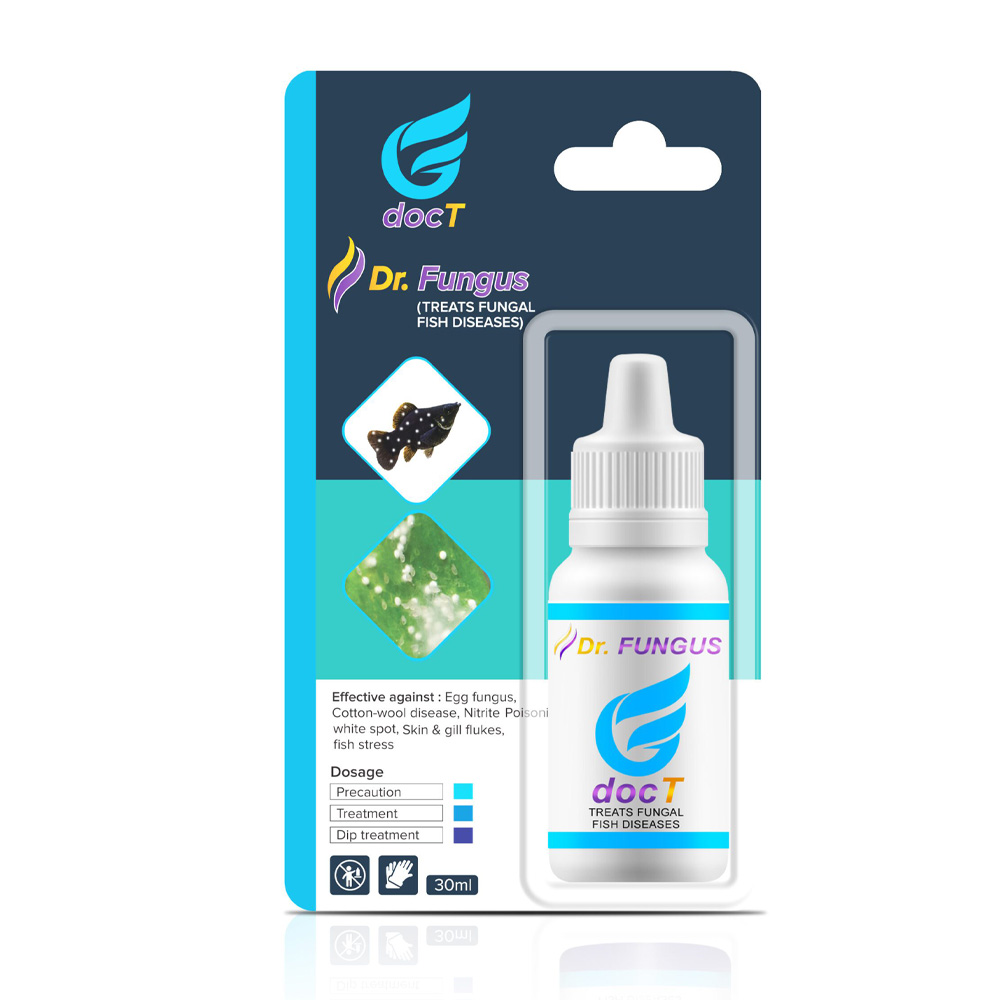 docT
Dr. Fungus
(TREATS FUNGAL
FISH DISEASES)
Effective against : Egg fungus,
Cotton-wool disease, Nitrite Poisoni
white spot, Skin & gill flukes,
fish stress
Dosage
Precaution
Treatment
Dip treatment
30ml
Dr. FUNGUS
docT
TREATS FUNGAL
FISH DISEASES